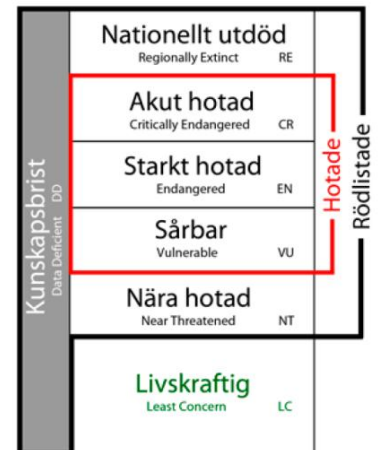 Nationellt utdöd
Regionally Extinct RE
Akut hotad
Critically Endangered CR
Starkt hotad
Endangered EN
Sårbar
Vulnerable VU
Nära hotad
Near Threatened NT
Livskraftig
Least Concern LC
Kunskapsbrist
Data Deficient DD
Hotade
Rödlistade